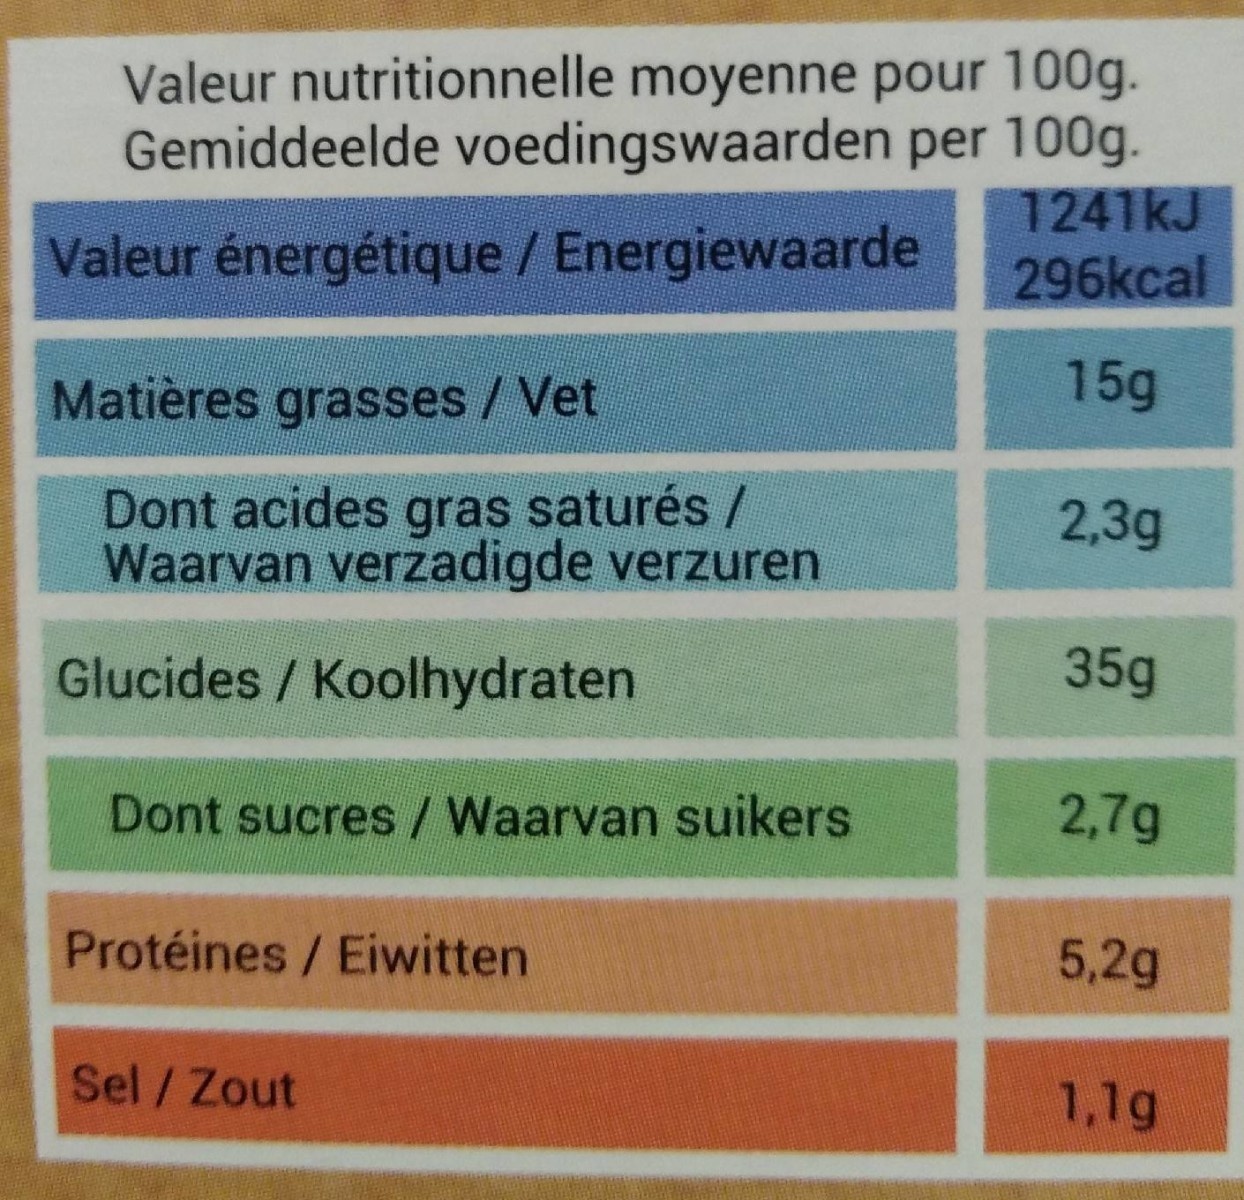 Valeur nutritionnelle moyenne pour 100g.
Gemiddeelde voedingswaarden per 100g.
Valeur énergétique / Energiewaarde
1241kJ
296kcal
Matières grasses / Vet
15g
Dont acides gras saturés /
Waarvan verzadigde verzuren
2,3g
Glucides / Koolhydraten
35g
Dont sucres / Waarvan suikers
2,7g
Protéines / Eiwitten
5,2g
Sel / Zout
1,1g